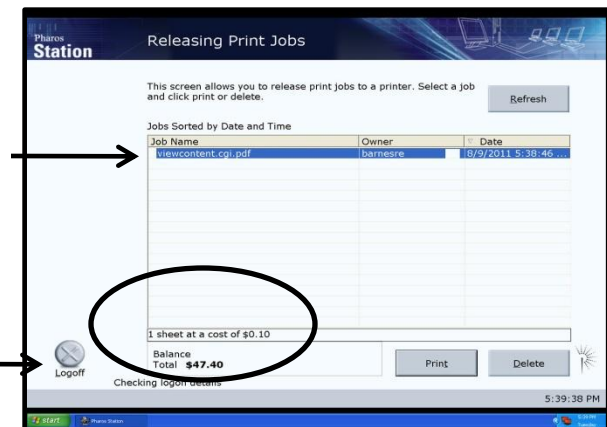 Pharos
Station
Releasing Print Jobs
This screen allows you to release print jobs to a printer. Select a job
and click print or delete.
Refresh
Jobs Sorted by Date and Time
Job Name Owner Date
viewcontent.cgi.pdf barnesre 8/9/2011 5:38:46 ...
1 sheet at a cost of $0.10
Balance
Total $47.40
Print
Delete
Logoff
Checking logon details
5:39:38 PM
start Pharos Station
Tuesday